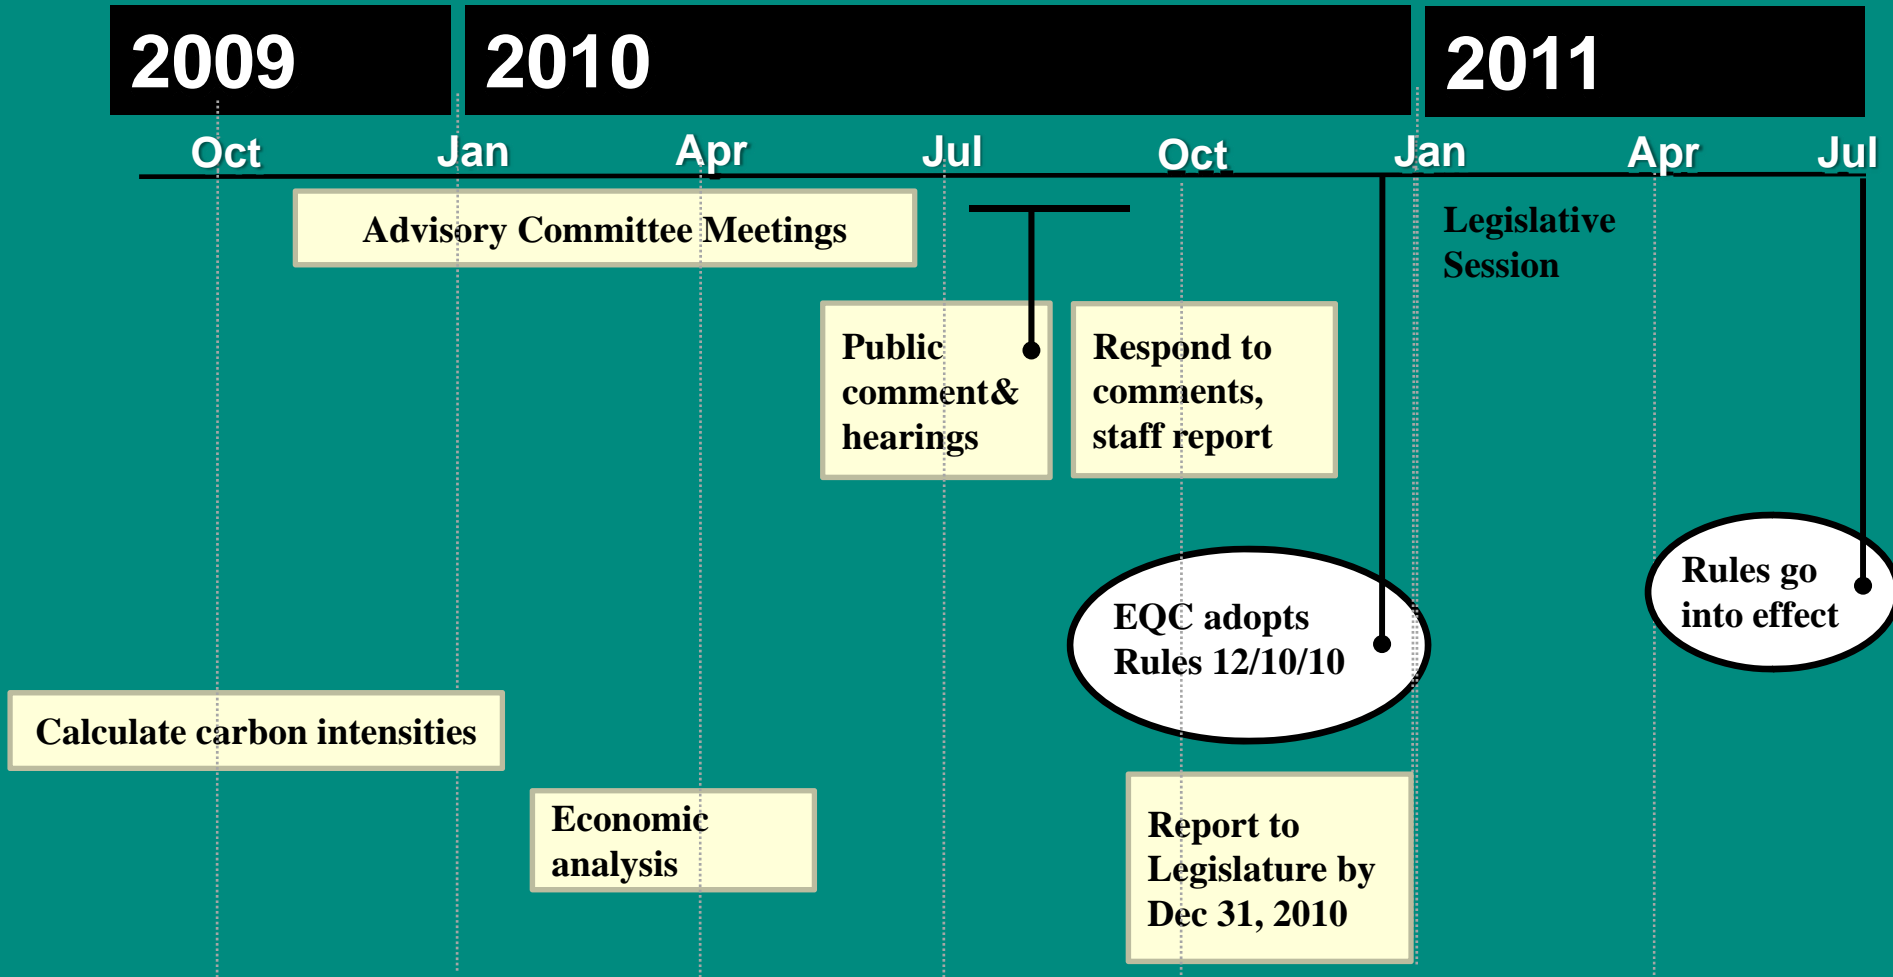 2009
2010
2011
Oct
Jan
Apr
Jul
Oct
Jan
Apr
Jul
Advisory Committee Meetings
Legislative
Session
Public
comment&
hearings
Respond to
comments,
staff report
Rules go
into effect
EQC adopts
Rules 12/10/10
Calculate carbon intensities
Economic
analysis
Report to
Legislature by
Dec 31, 2010